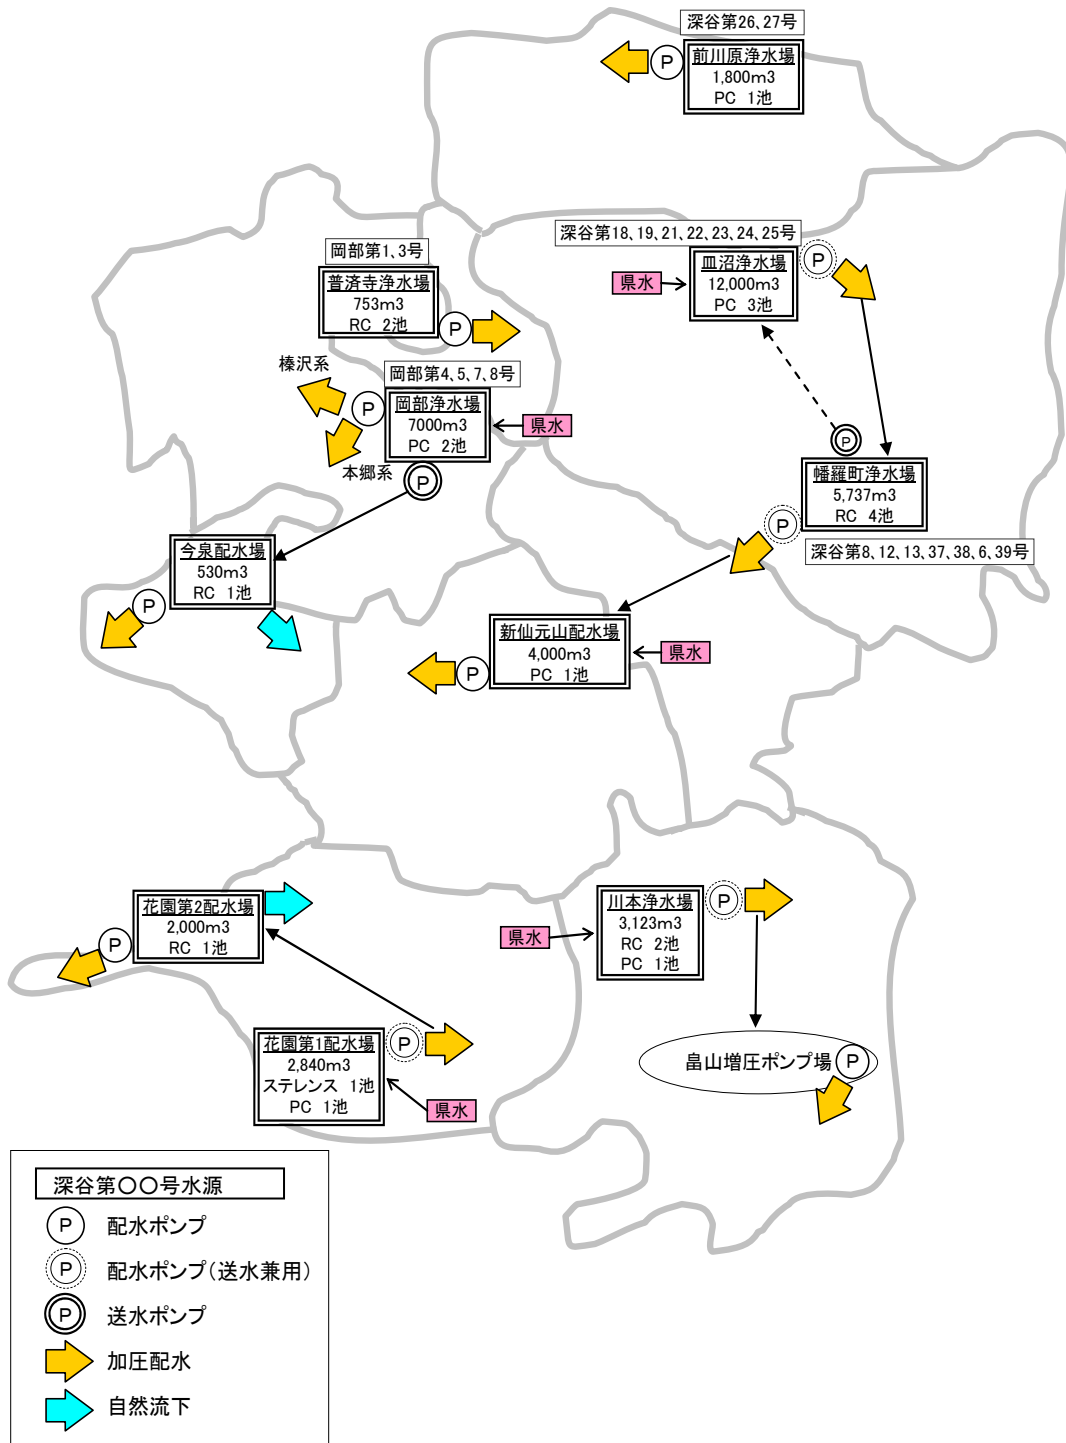 深谷第26、27号
P
前川原浄水場
1,800m3
PC 1池
深谷第18、19、21、22、23、24、25号
皿沼浄水場
12,000m3
PC 3池
P
県水
岡部第1、3号
普済寺浄水場
753m3
RC 2池
P
榛沢系
岡部第4、5、7、8号
P
岡部浄水場
7000m3
PC 2池
県水
本郷系
P
P
幡羅町浄水場
5,737m3
RC 4池
P
深谷第8、12、13、37、38、6、39号
今泉配水場
530m3
RC 1池
P
新仙元山配水場
4,000m3
PC 1池
県水
P
花園第2配水場
2,000m3
RC 1池
P
川本浄水場
3,123m3
RC 2池
PC 1池
P
県水
花園第1配水場
2,840m3
ステレンス 1池
PC 1池
P
県水
畠山増圧ポンプ場
P
深谷第〇〇号水源
P 配水ポンプ
P 配水ポンプ(送水兼用)
P 送水ポンプ
加圧配水
自然流下